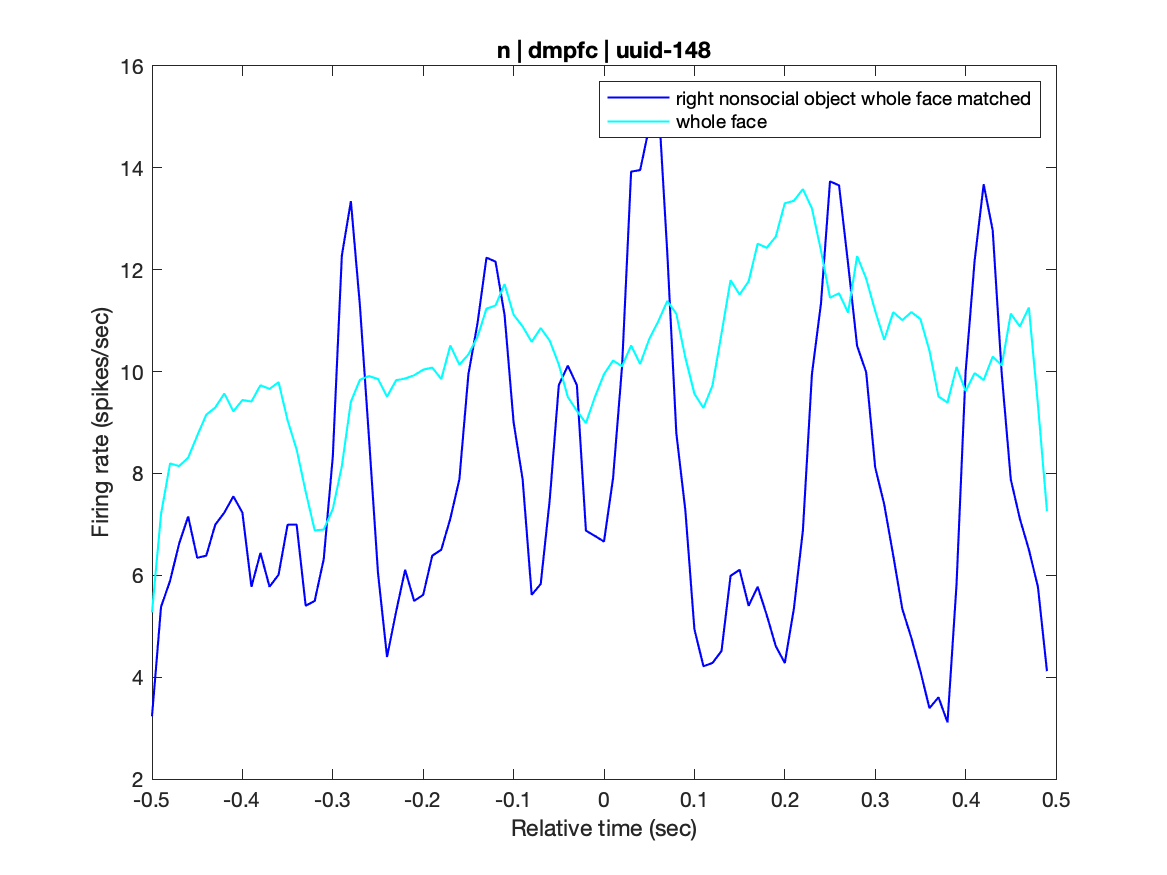 n | dmpfc | uuid-148
16
right nonsocial object whole face matched
whole face
14
12
10
8
6
4
2
Firing rate (spikes/sec)
-0.5 -0.4 -0.3 -0.2 -0.1 0 0.1 0.2 0.3 0.4 0.5
Relative time (sec)